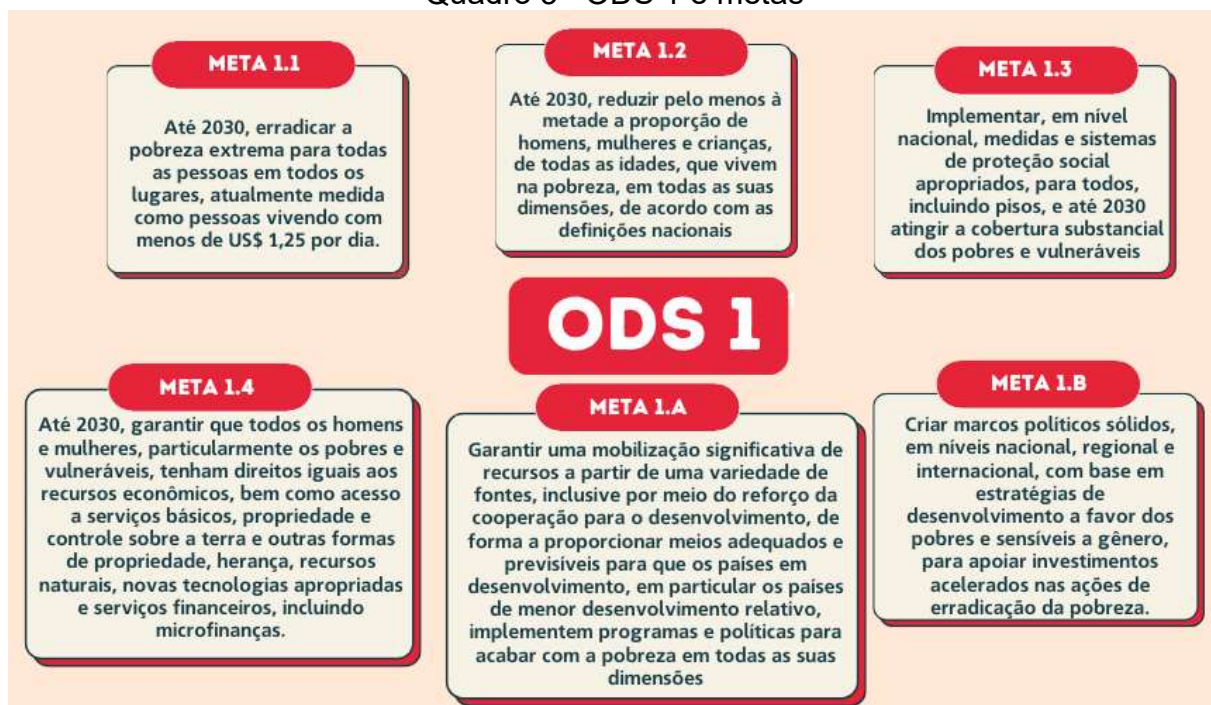 META 1.1
Até 2030, erradicar a
pobreza extrema para todas
as pessoas em todos os
lugares, atualmente medida
como pessoas vivendo com
menos de US$ 1,25 por dia.
META 1.2
Até 2030, reduzir pelo menos à
metade a proporção de
homens, mulheres e crianças,
de todas as idades, que vivem
na pobreza, em todas as suas
dimensões, de acordo com as
definições nacionais
META 1.3
Implementar, em nível
nacional, medidas e sistemas
de proteção social
apropriados, para todos,
incluindo pisos, e até 2030
atingir a cobertura substancial
dos pobres e vulneráveis
ODS 1
META 1.4
Até 2030, garantir que todos os homens
e mulheres, particularmente os pobres e
vulneráveis, tenham direitos iguais aos
recursos econômicos, bem como acesso
a serviços básicos, propriedade e
controle sobre a terra e outras formas
de propriedade, herança, recursos
naturais, novas tecnologias apropriadas
e serviços financeiros, incluindo
microfinanças.
META 1.A
Garantir uma mobilização significativa de
recursos a partir de uma variedade de
fontes, inclusive por meio do reforço da
cooperação para o desenvolvimento, de
forma a proporcionar meios adequados e
previsíveis para que os países em
desenvolvimento, em particular os países
de menor desenvolvimento relativo,
implementem programas e políticas para
acabar com a pobreza em todas as suas
dimensões
META 1.B
Criar marcos políticos sólidos,
em níveis nacional, regional e
internacional, com base em
estratégias de
desenvolvimento a favor dos
pobres e sensíveis a gênero,
para apoiar investimentos
acelerados nas ações de
erradicação da pobreza.